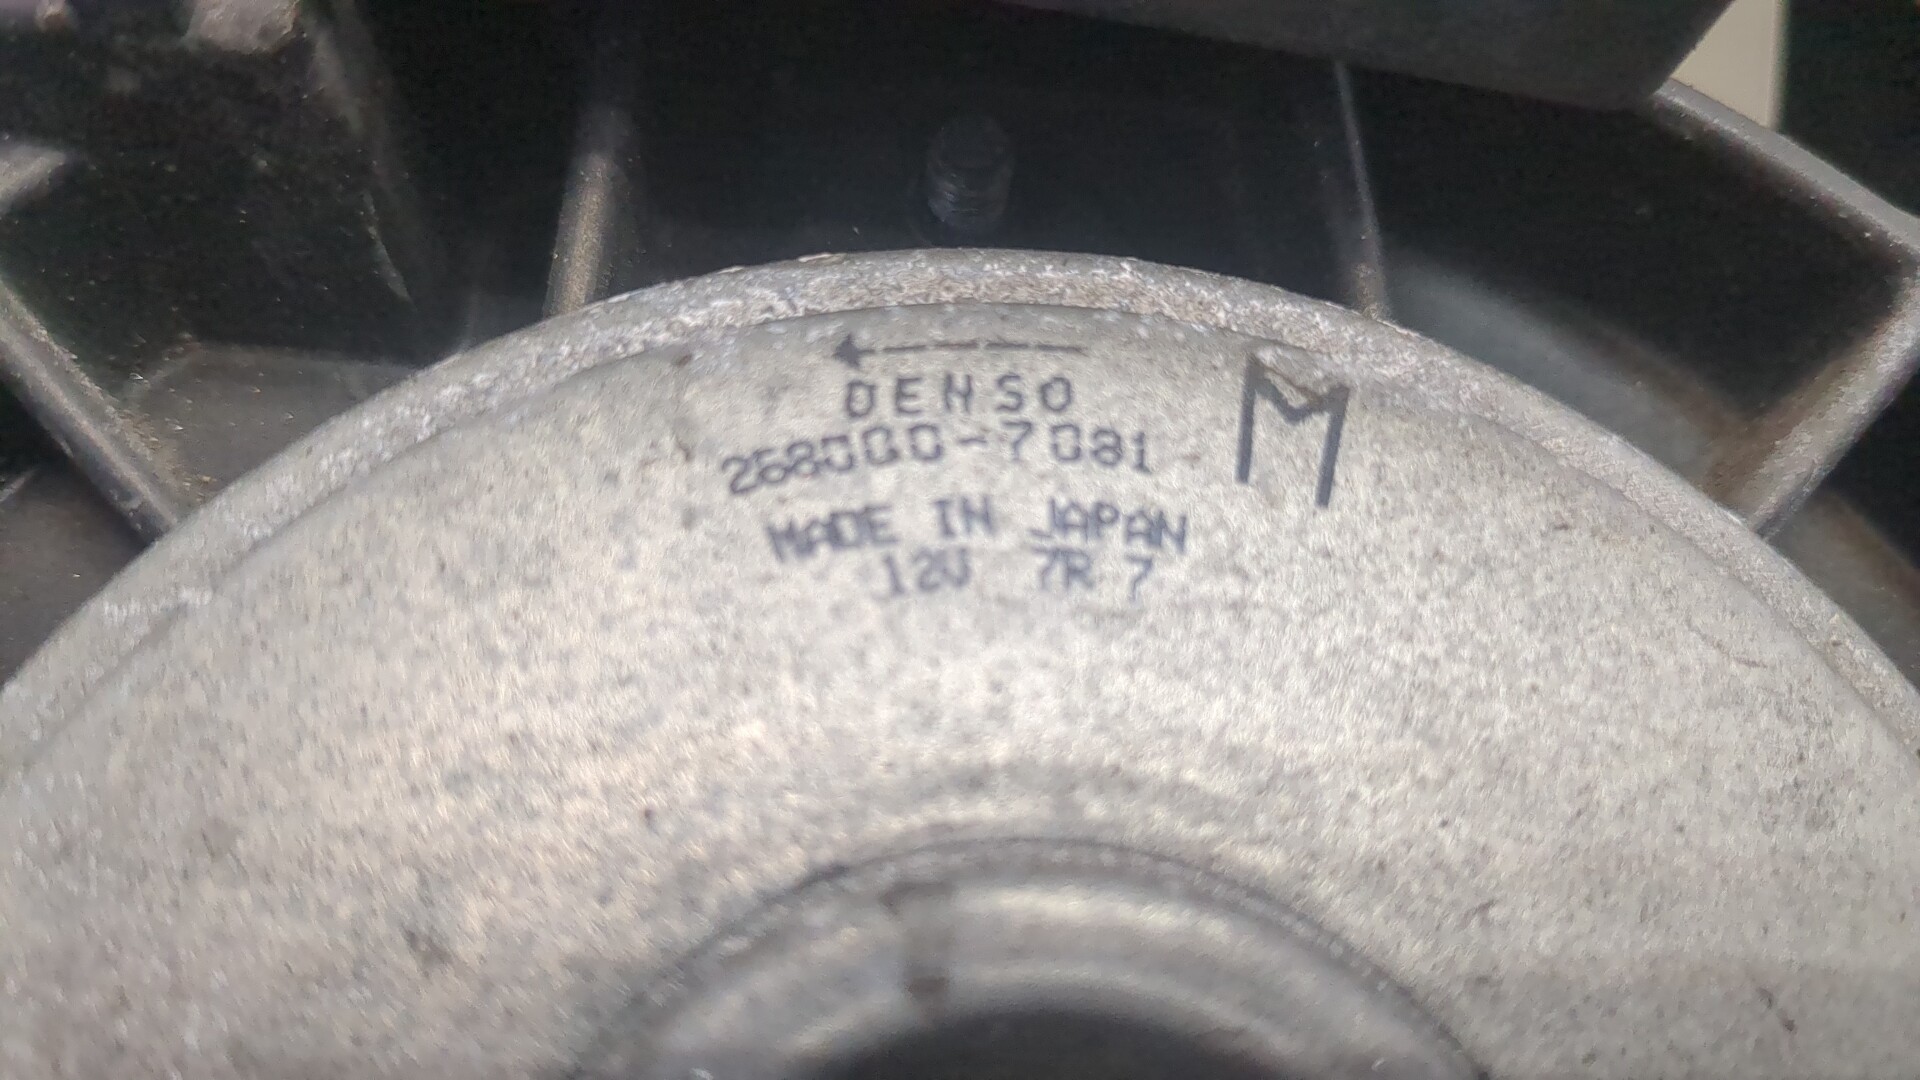 DENSO
M
268000-7081
MADE IN JAPAN
12V 7R 7